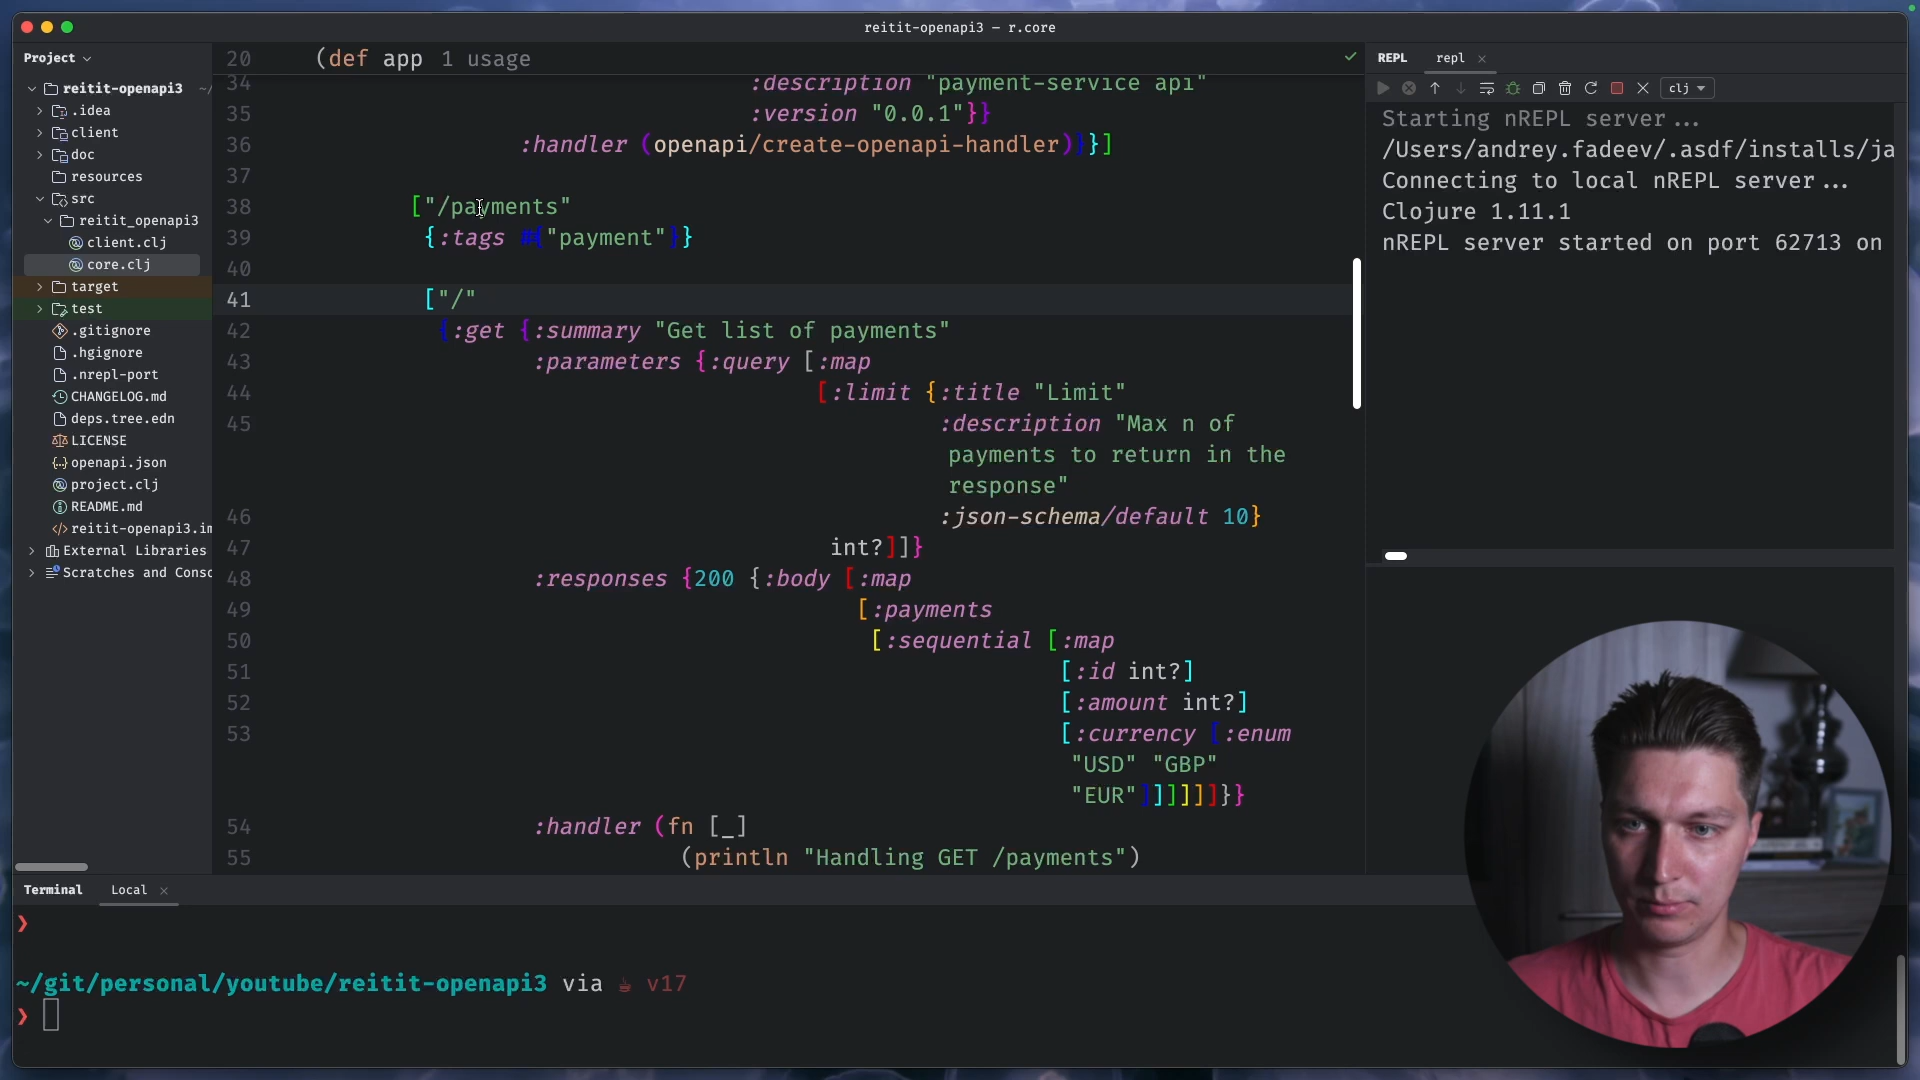 reitit-openapi3 – r.core
Project
reitit-openapi3 ~/
.idea
client
doc
resources
src
reitit_openapi3
client.clj
core.clj
target
test
.gitignore
.hgignore
.nrepl-port
CHANGELOG.md
deps.tree.edn
LICENSE
openapi.json
project.clj
README.md
reitit-openapi3.im
External Libraries
Scratches and Consc
20 (def app 1 usage
34 :description "payment-service api"
35 :version "0.0.1"}}
36 :handler (openapi/create-openapi-handler)}}}]
37
38 ["/payments"
39 {:tags #{"payment"}}
40
41 ["/"
42 {:get {:summary "Get list of payments"
43 :parameters {:query [:map
44 [:limit {:title "Limit"
45 :description "Max n of
payments to return in the
response"
46 :json-schema/default 10}
47 int?]]}
48 :responses {200 {:body [:map
49 [:payments
50 [:sequential [:map
51 [:id int?]
52 [:amount int?]
53 [:currency [:enum
"USD" "GBP"
"EUR"]]]]]]}}
54 :handler (fn [_]
55 (println "Handling GET /payments")
REPL repl
clj
Starting nREPL server...
/Users/andrey.fadeev/.asdf/installs/ja
Connecting to local nREPL server...
Clojure 1.11.1
nREPL server started on port 62713 on
Terminal Local
❯
~/git/personal/youtube/reitit-openapi3 via ☕ v17
❯